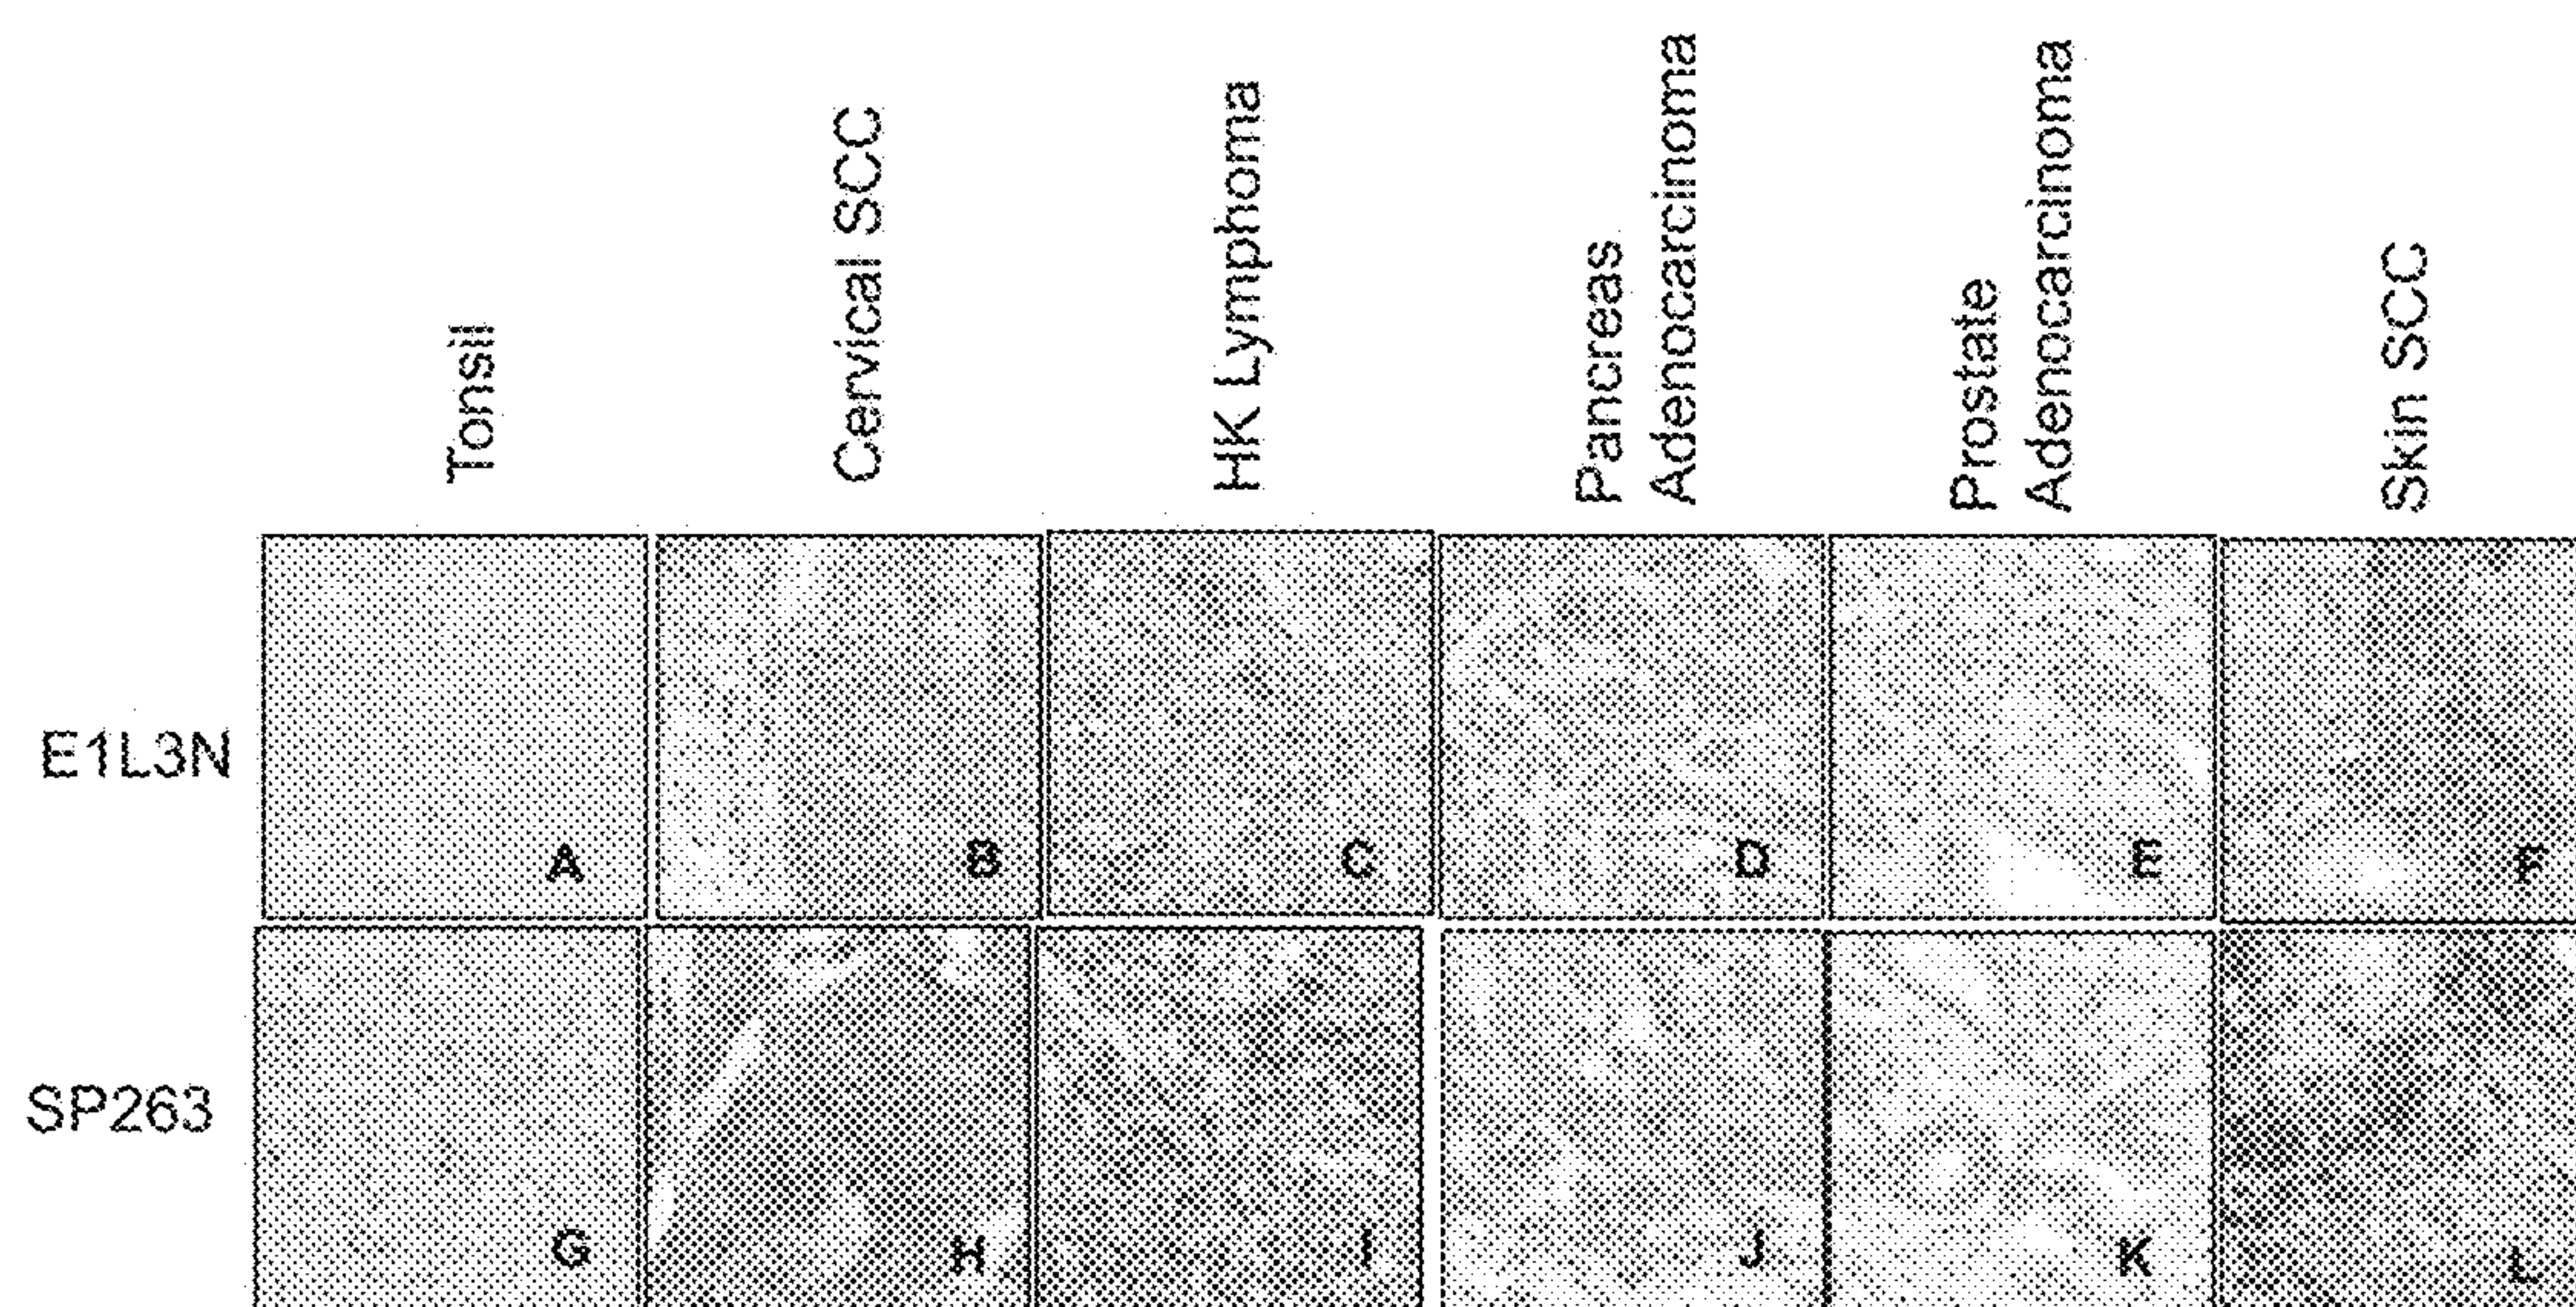 Tonsil
Cervical SCC
HK Lymphoma
Pancreas
Adenocarcinoma
Prostate
Adenocarcinoma
Skin SCC
E1L3N
A
B
C
D
E
F
SP263
G
H
I
J
K
L